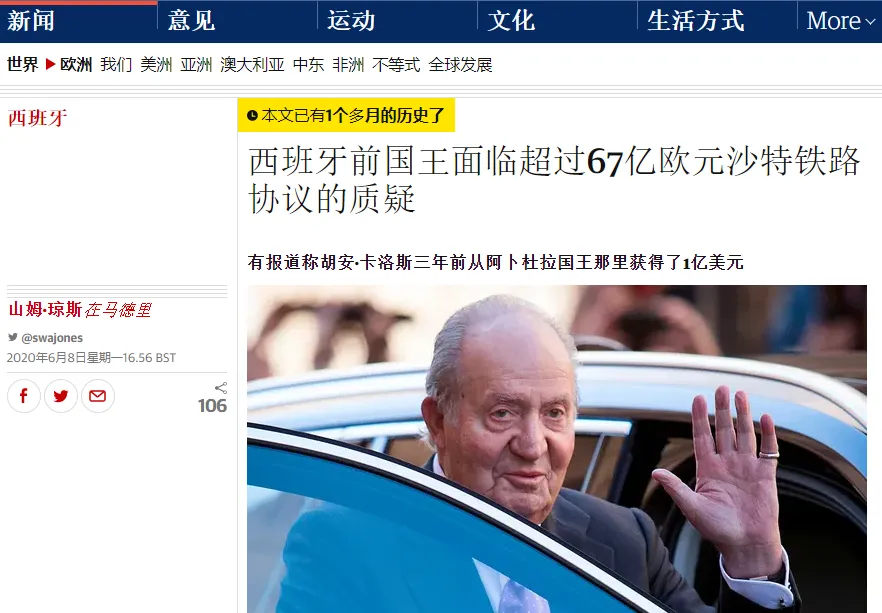 新闻 意见 运动 文化 生活方式 More
世界 欧洲 我们 美洲 亚洲 澳大利亚 中东 非洲 不等式 全球发展
西班牙
本文已有1个多月的历史了
西班牙前国王面临超过67亿欧元沙特铁路
协议的质疑
有报道称胡安·卡洛斯三年前从阿卜杜拉国王那里获得了1亿美元
山姆·琼斯在马德里
@swajones
2020年6月8日星期一16.56 BST
106